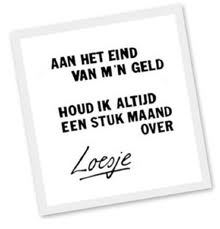 AAN HET EIND
VAN M'N GELD
HOUD IK ALTIJD
EEN STUK MAAND
OVER
Loesje